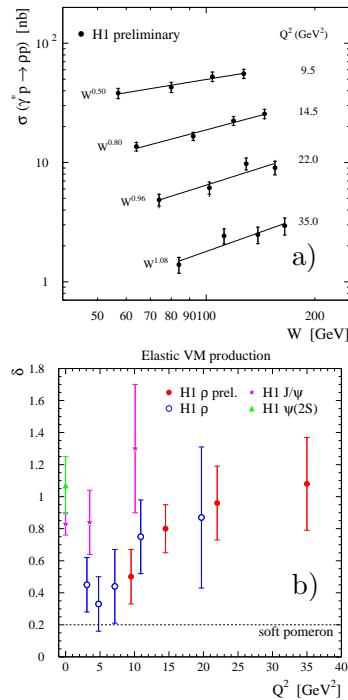 σ (γ* p → ρp) [nb]
H1 preliminary
Q² (GeV²)
10²
10
1
W^0.50
9.5
W^0.80
14.5
W^0.96
22.0
W^1.08
35.0
a)
50 60 70 80 90 100 200
W [GeV]
Elastic VM production
δ
H1 ρ prel.
H1 J/ψ
H1 ρ
H1 ψ(2S)
1.8
1.6
1.4
1.2
1
0.8
0.6
0.4
0.2
0
b)
soft pomeron
0 5 10 15 20 25 30 35 40
Q² [GeV²]